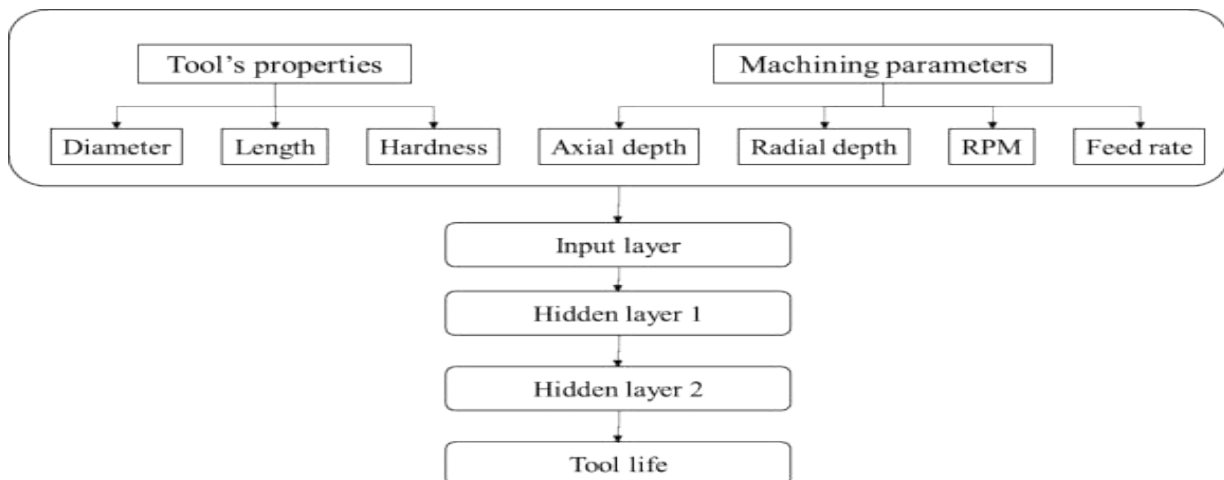 Tool's properties
Machining parameters
Diameter
Length
Hardness
Axial depth
Radial depth
RPM
Feed rate
Input layer
Hidden layer 1
Hidden layer 2
Tool life